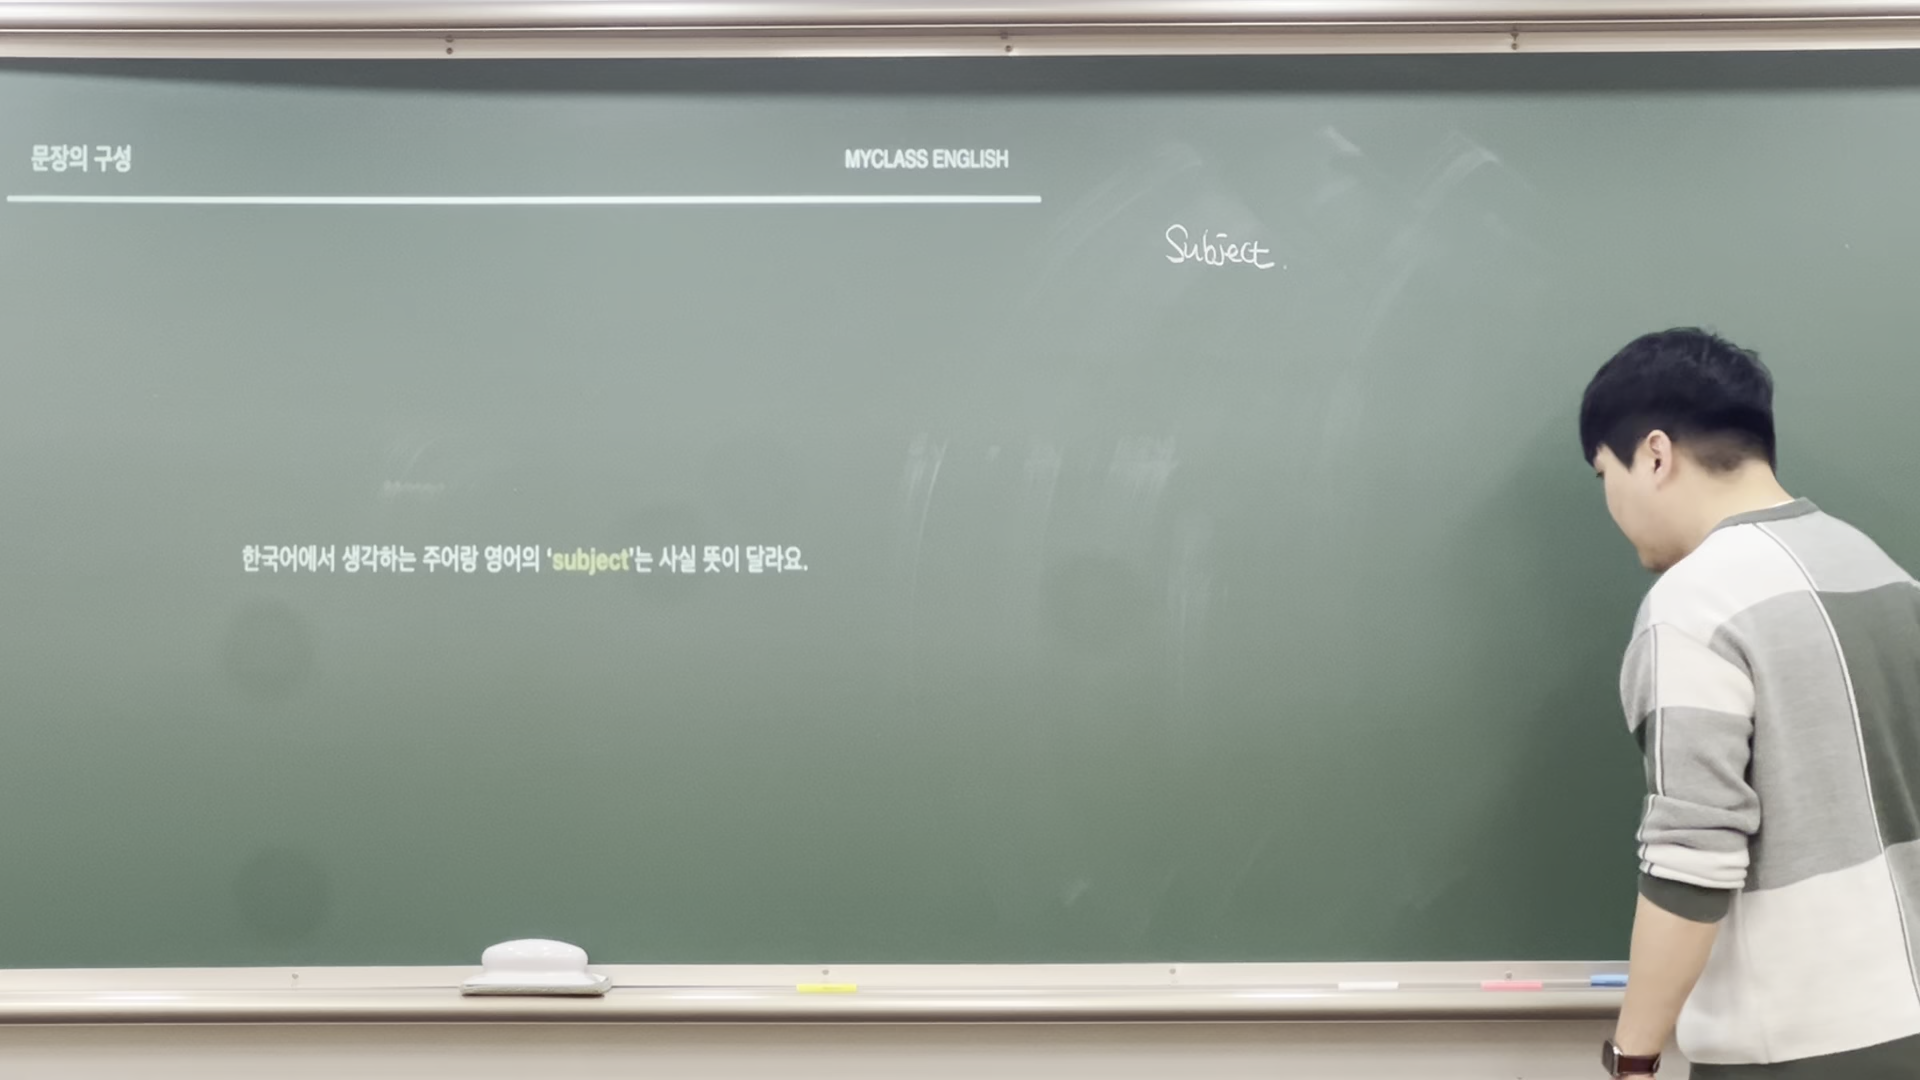 문장의 구성
MYCLASS ENGLISH
Subject.
한국어에서 생각하는 주어랑 영어의 'subject'는 사실 뜻이 달라요.